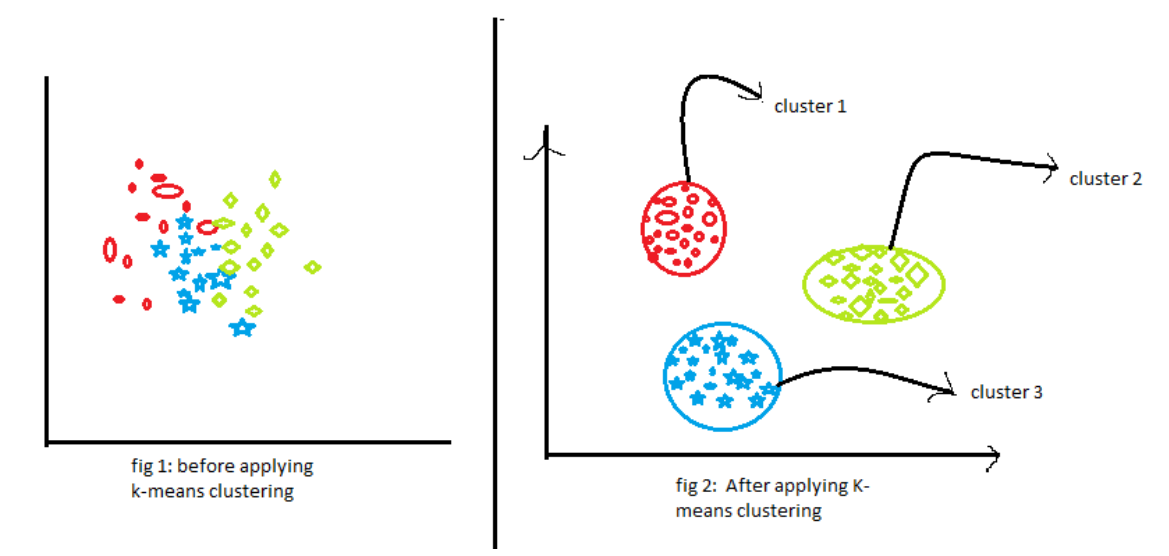 fig 1: before applying
k-means clustering
cluster 1
cluster 2
cluster 3
fig 2:  After applying K-
means clustering